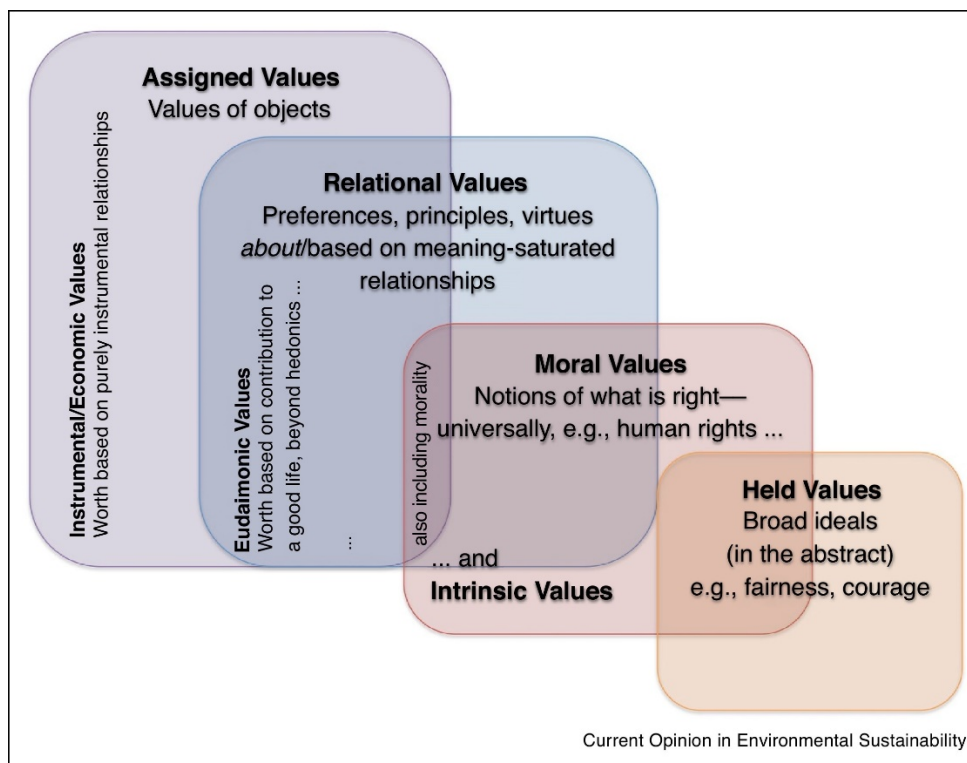 Assigned Values
Values of objects
Instrumental/Economic Values
Worth based on purely instrumental relationships
Relational Values
Preferences, principles, virtues
about/based on meaning-saturated
relationships
Eudaimonic Values
Worth based on contribution to
a good life, beyond hedonics ...
...
also including morality
Moral Values
Notions of what is right—
universally, e.g., human rights ...
... and
Intrinsic Values
Held Values
Broad ideals
(in the abstract)
e.g., fairness, courage
Current Opinion in Environmental Sustainability